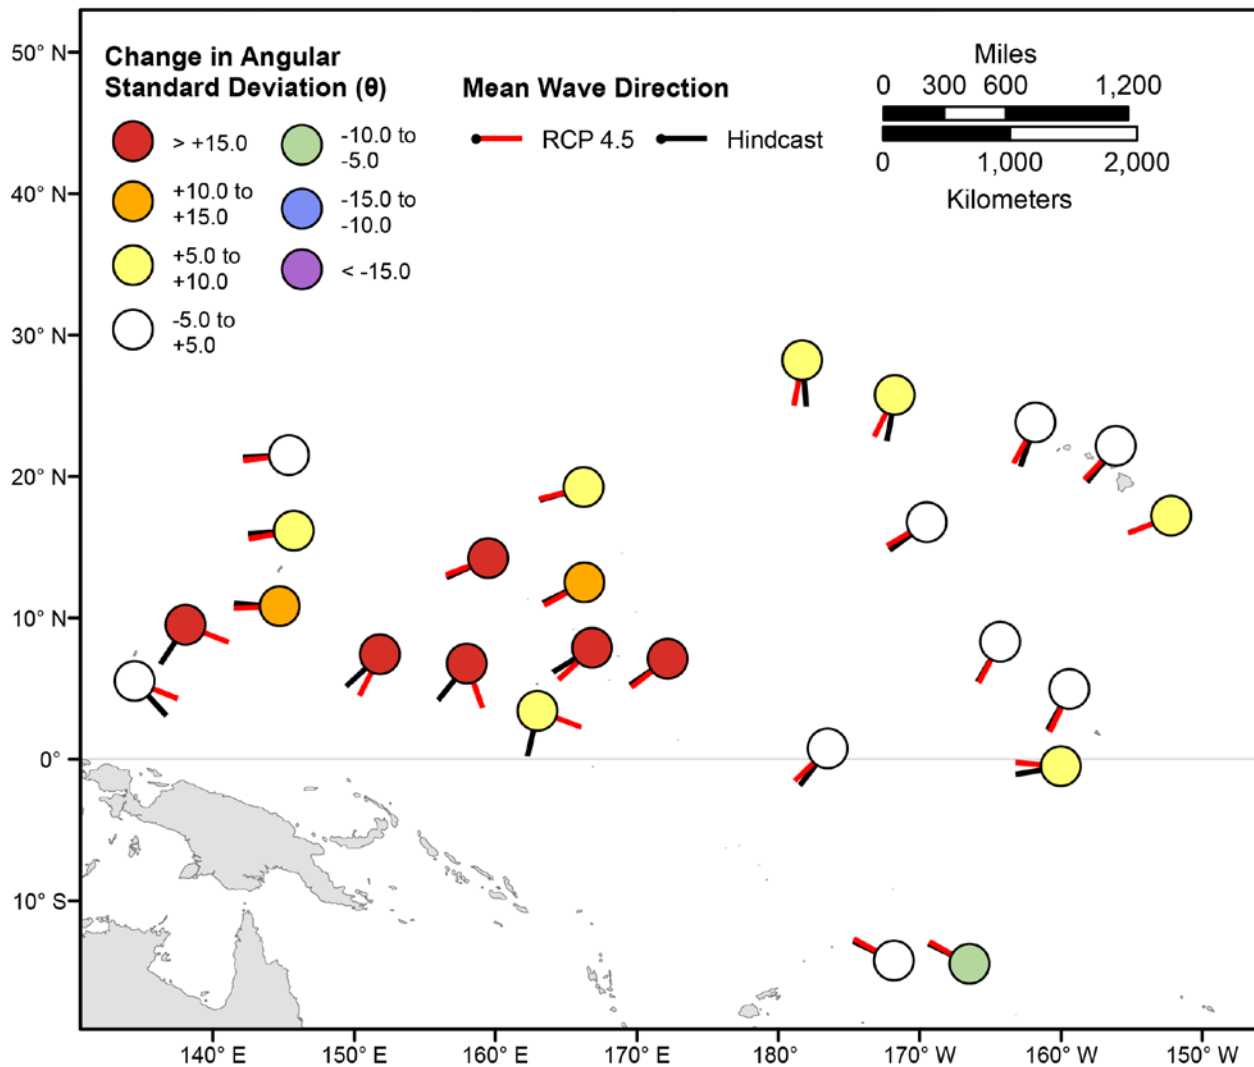 Change in Angular
Standard Deviation (θ)
> +15.0
+10.0 to
+15.0
+5.0 to
+10.0
-5.0 to
+5.0
-10.0 to
-5.0
-15.0 to
-10.0
< -15.0
Mean Wave Direction
RCP 4.5
Hindcast
Miles
0 300 600 1,200
0 1,000 2,000
Kilometers
50° N
40° N
30° N
20° N
10° N
0°
10° S
140° E 150° E 160° E 170° E 180° 170° W 160° W 150° W